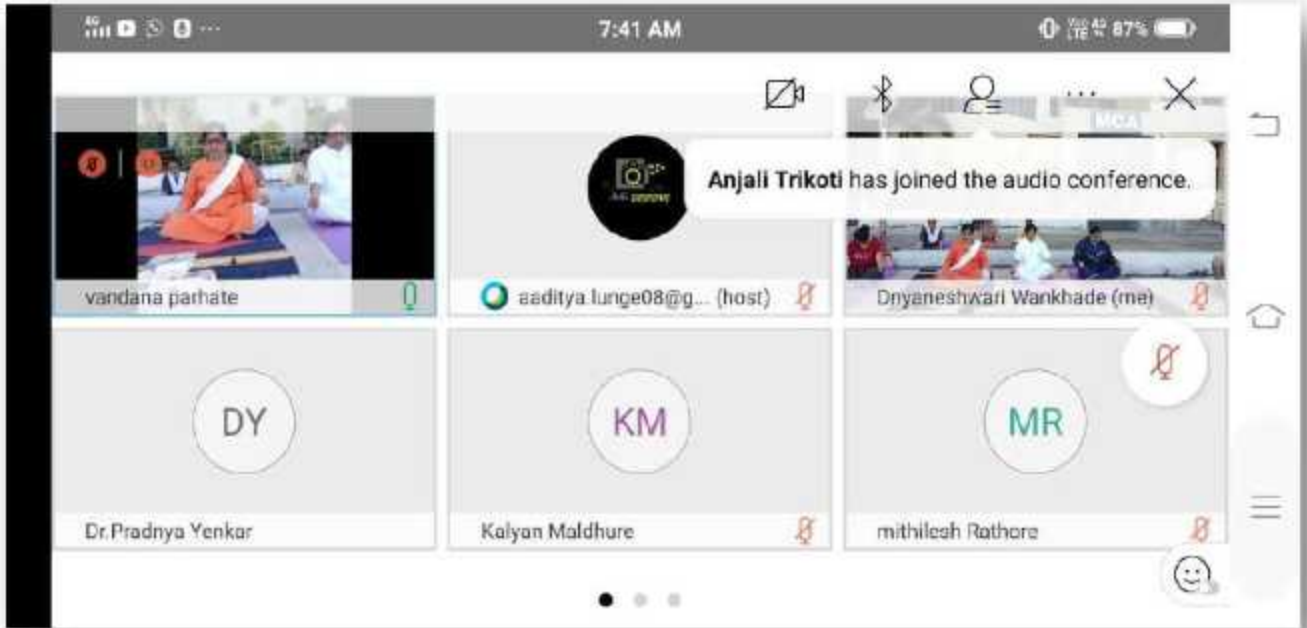 7:41 AM
87%
MCA
Anjali Trikoti has joined the audio conference.
vandana parhate
aaditya.lunge08@g... (host)
Dnyaneshwari Wankhade (me)
DY
KM
MR
Dr.Pradnya Yenkar
Kalyan Maldhure
mithilesh Rathore